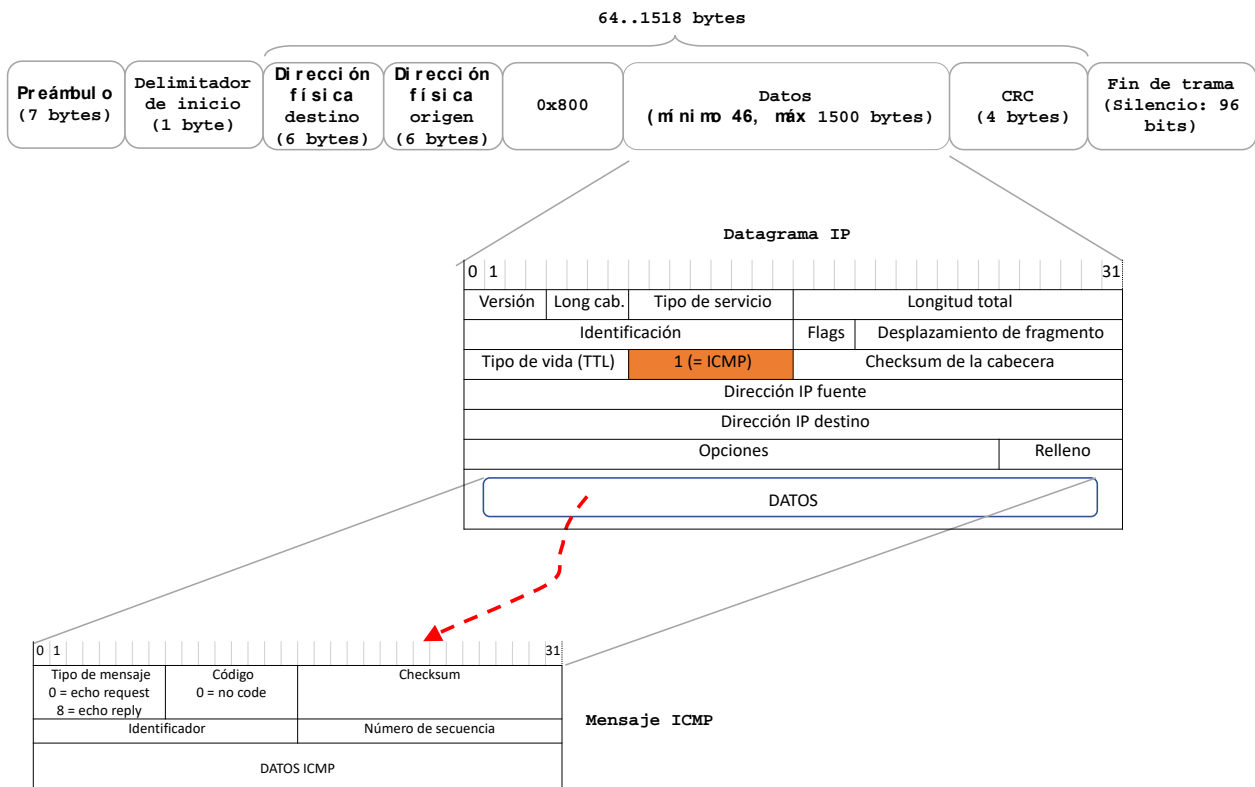 64..1518 bytes
Preámbulo
(7 bytes)
Delimitador
de inicio
(1 byte)
Dirección
física
destino
(6 bytes)
Dirección
física
origen
(6 bytes)
0x800
Datos
(mínimo 46, máx 1500 bytes)
CRC
(4 bytes)
Fin de trama
(Silencio: 96
bits)
Datagrama IP
0 1 31
Versión Long cab. Tipo de servicio Longitud total
Identificación Flags Desplazamiento de fragmento
Tipo de vida (TTL) 1 (= ICMP) Checksum de la cabecera
Dirección IP fuente
Dirección IP destino
Opciones Relleno
DATOS
0 1 31
Tipo de mensaje
0 = echo request
8 = echo reply
Código
0 = no code
Checksum
Identificador Número de secuencia
DATOS ICMP
Mensaje ICMP